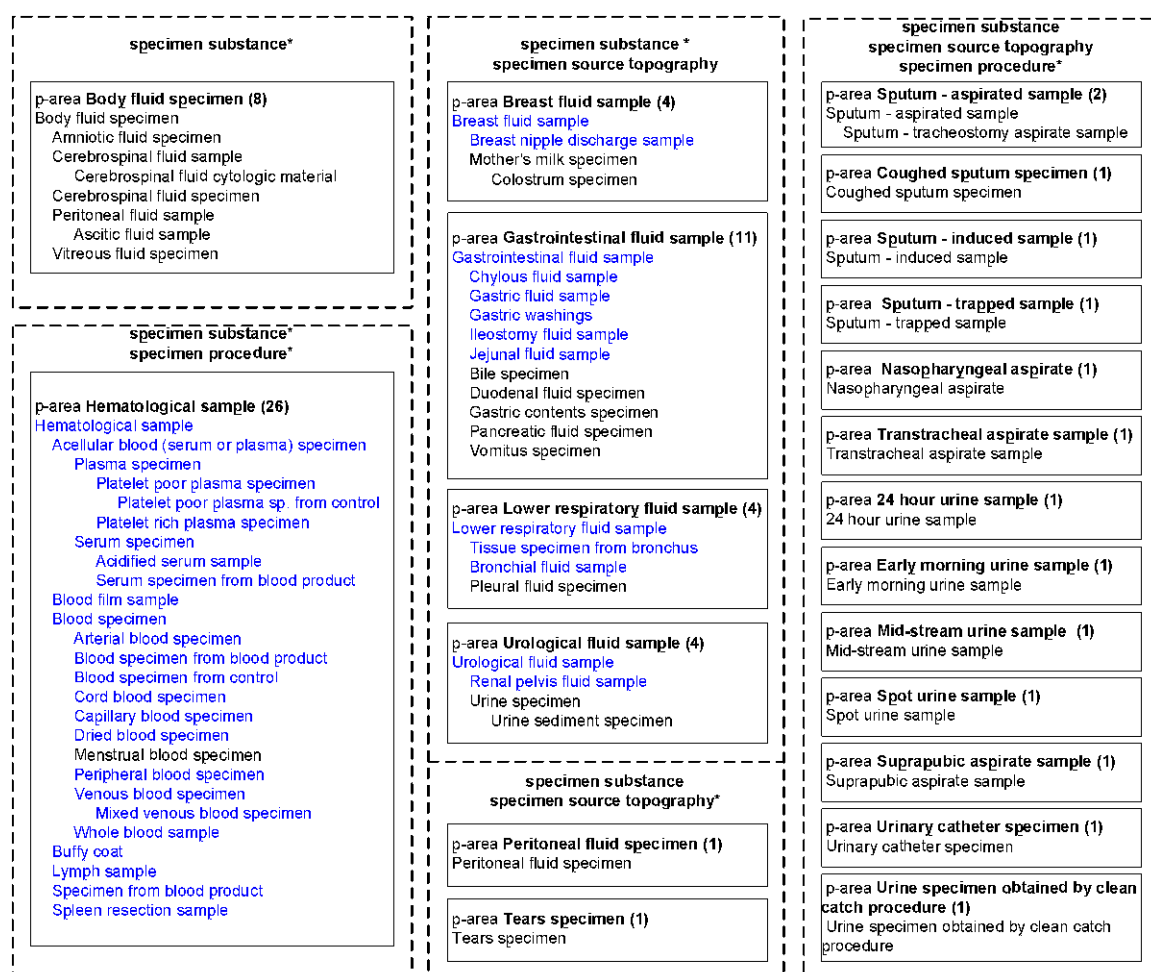 specimen substance*
p-area Body fluid specimen (8)
Body fluid specimen
Amniotic fluid specimen
Cerebrospinal fluid sample
Cerebrospinal fluid cytologic material
Cerebrospinal fluid specimen
Peritoneal fluid sample
Ascitic fluid sample
Vitreous fluid specimen
specimen substance*
specimen procedure*
p-area Hematological sample (26)
Hematological sample
Acellular blood (serum or plasma) specimen
Plasma specimen
Platelet poor plasma specimen
Platelet poor plasma sp. from control
Platelet rich plasma specimen
Serum specimen
Acidified serum sample
Serum specimen from blood product
Blood film sample
Blood specimen
Arterial blood specimen
Blood specimen from blood product
Blood specimen from control
Cord blood specimen
Capillary blood specimen
Dried blood specimen
Menstrual blood specimen
Peripheral blood specimen
Venous blood specimen
Mixed venous blood specimen
Whole blood sample
Buffy coat
Lymph sample
Specimen from blood product
Spleen resection sample
specimen substance *
specimen source topography
p-area Breast fluid sample (4)
Breast fluid sample
Breast nipple discharge sample
Mother's milk specimen
Colostrum specimen
p-area Gastrointestinal fluid sample (11)
Gastrointestinal fluid sample
Chylous fluid sample
Gastric fluid sample
Gastric washings
Ileostomy fluid sample
Jejunal fluid sample
Bile specimen
Duodenal fluid specimen
Gastric contents specimen
Pancreatic fluid specimen
Vomitus specimen
p-area Lower respiratory fluid sample (4)
Lower respiratory fluid sample
Tissue specimen from bronchus
Bronchial fluid sample
Pleural fluid specimen
p-area Urological fluid sample (4)
Urological fluid sample
Renal pelvis fluid sample
Urine specimen
Urine sediment specimen
specimen substance
specimen source topography*
p-area Peritoneal fluid specimen (1)
Peritoneal fluid specimen
p-area Tears specimen (1)
Tears specimen
specimen substance
specimen source topography
specimen procedure*
p-area Sputum - aspirated sample (2)
Sputum - aspirated sample
Sputum - tracheostomy aspirate sample
p-area Coughed sputum specimen (1)
Coughed sputum specimen
p-area Sputum - induced sample (1)
Sputum - induced sample
p-area Sputum - trapped sample (1)
Sputum - trapped sample
p-area Nasopharyngeal aspirate (1)
Nasopharyngeal aspirate
p-area Transtracheal aspirate sample (1)
Transtracheal aspirate sample
p-area 24 hour urine sample (1)
24 hour urine sample
p-area Early morning urine sample (1)
Early morning urine sample
p-area Mid-stream urine sample (1)
Mid-stream urine sample
p-area Spot urine sample (1)
Spot urine sample
p-area Suprapubic aspirate sample (1)
Suprapubic aspirate sample
p-area Urinary catheter specimen (1)
Urinary catheter specimen
p-area Urine specimen obtained by clean
catch procedure (1)
Urine specimen obtained by clean catch
procedure